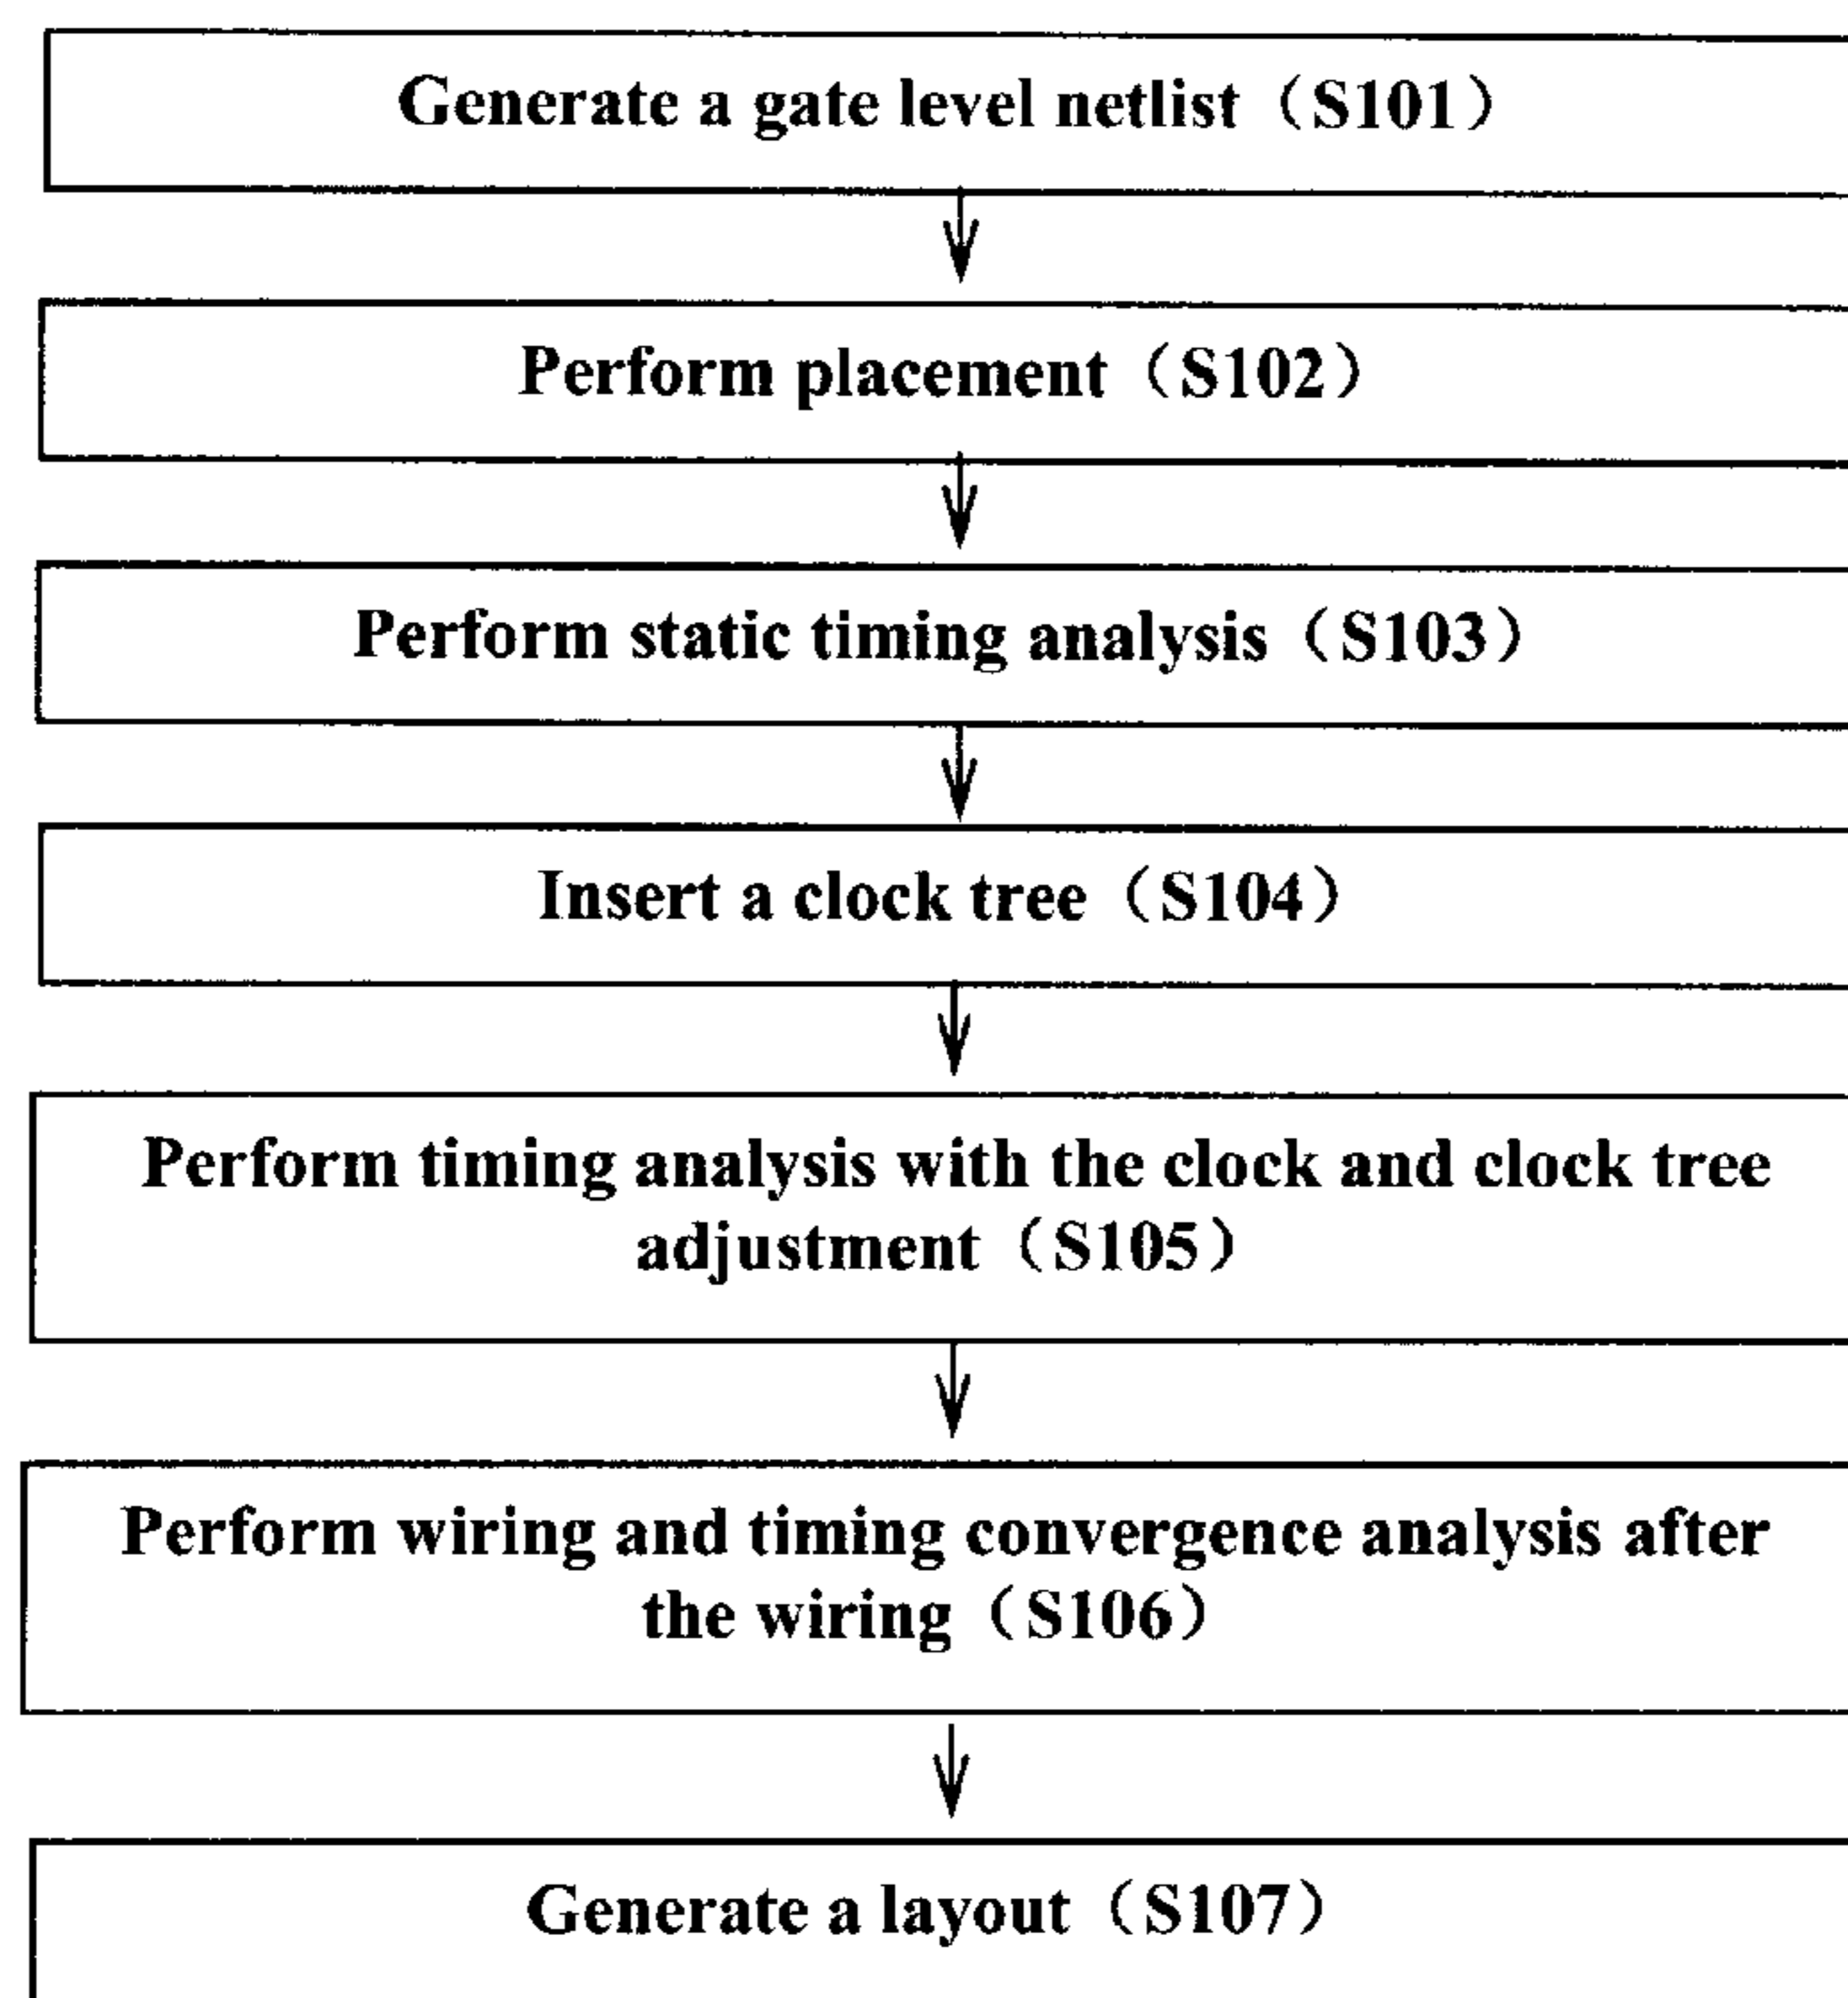 Generate a gate level netlist（S101）
Perform placement（S102）
Perform static timing analysis（S103）
Insert a clock tree（S104）
Perform timing analysis with the clock and clock tree
adjustment（S105）
Perform wiring and timing convergence analysis after
the wiring（S106）
Generate a layout（S107）